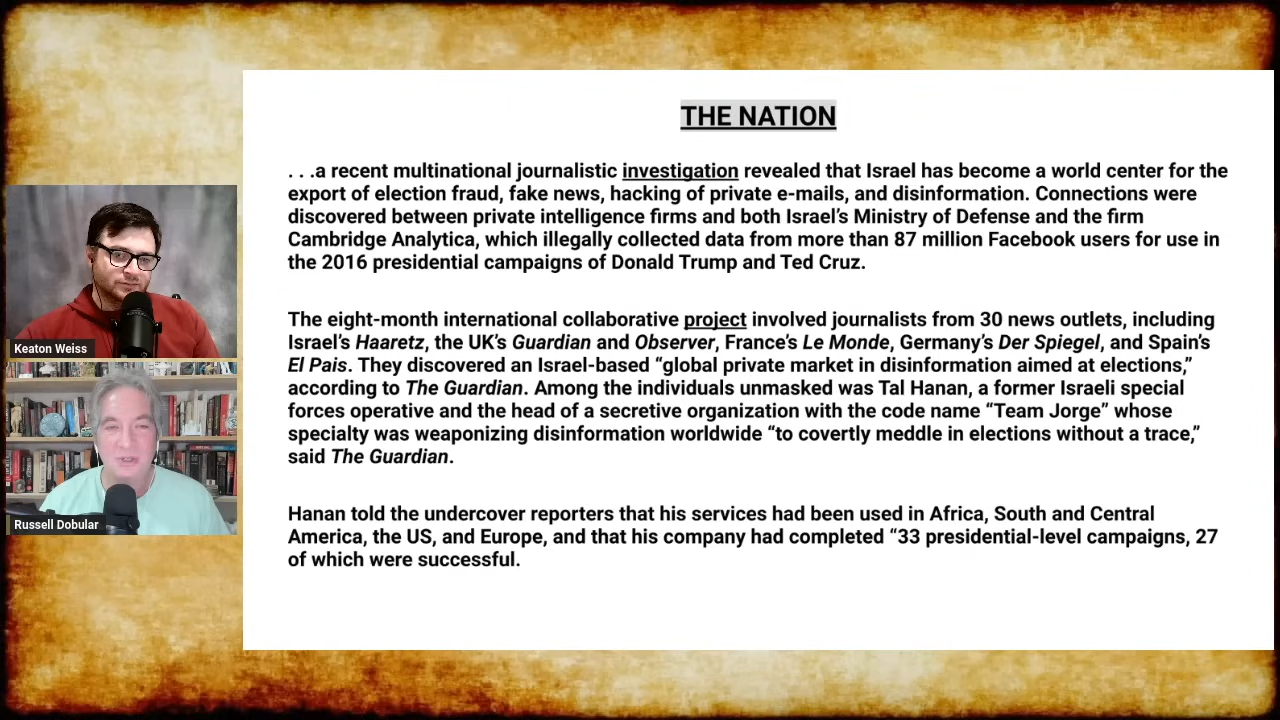 THE NATION
. . .a recent multinational journalistic investigation revealed that Israel has become a world center for the
export of election fraud, fake news, hacking of private e-mails, and disinformation. Connections were
discovered between private intelligence firms and both Israel’s Ministry of Defense and the firm
Cambridge Analytica, which illegally collected data from more than 87 million Facebook users for use in
the 2016 presidential campaigns of Donald Trump and Ted Cruz.
The eight-month international collaborative project involved journalists from 30 news outlets, including
Israel’s Haaretz, the UK’s Guardian and Observer, France’s Le Monde, Germany’s Der Spiegel, and Spain’s
El Pais. They discovered an Israel-based “global private market in disinformation aimed at elections,”
according to The Guardian. Among the individuals unmasked was Tal Hanan, a former Israeli special
forces operative and the head of a secretive organization with the code name “Team Jorge” whose
specialty was weaponizing disinformation worldwide “to covertly meddle in elections without a trace,”
said The Guardian.
Hanan told the undercover reporters that his services had been used in Africa, South and Central
America, the US, and Europe, and that his company had completed “33 presidential-level campaigns, 27
of which were successful.
Keaton Weiss
Russell Dobular